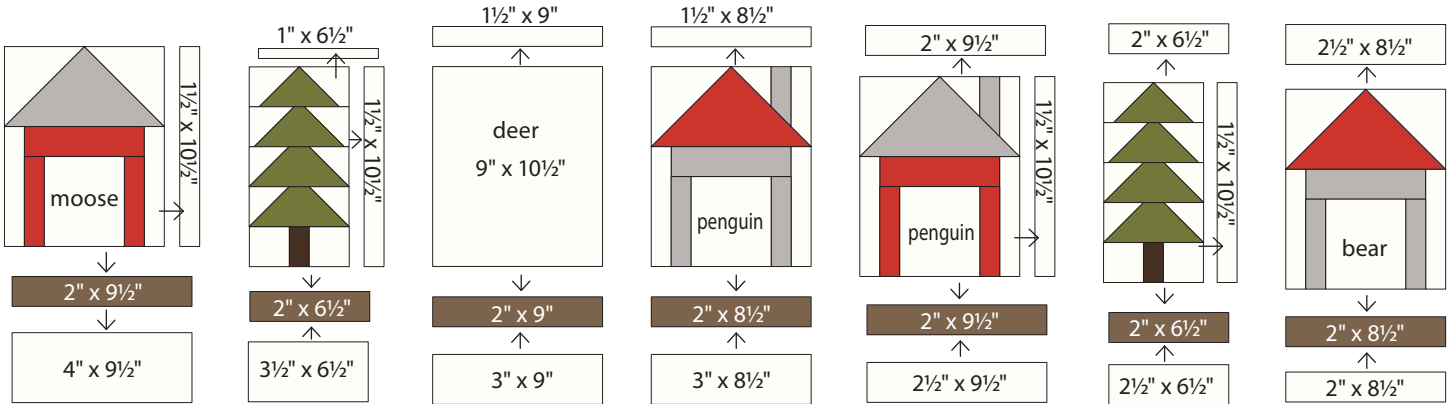 1½" x 10½"
moose
2" x 9½"
4" x 9½"
1" x 6½"
1½" x 10½"
2" x 6½"
3½" x 6½"
1½" x 9"
deer
9" x 10½"
2" x 9"
3" x 9"
1½" x 8½"
penguin
2" x 8½"
3" x 8½"
2" x 9½"
1½" x 10½"
penguin
2" x 9½"
2½" x 9½"
2" x 6½"
1½" x 10½"
2" x 6½"
2½" x 6½"
2½" x 8½"
bear
2" x 8½"
2" x 8½"